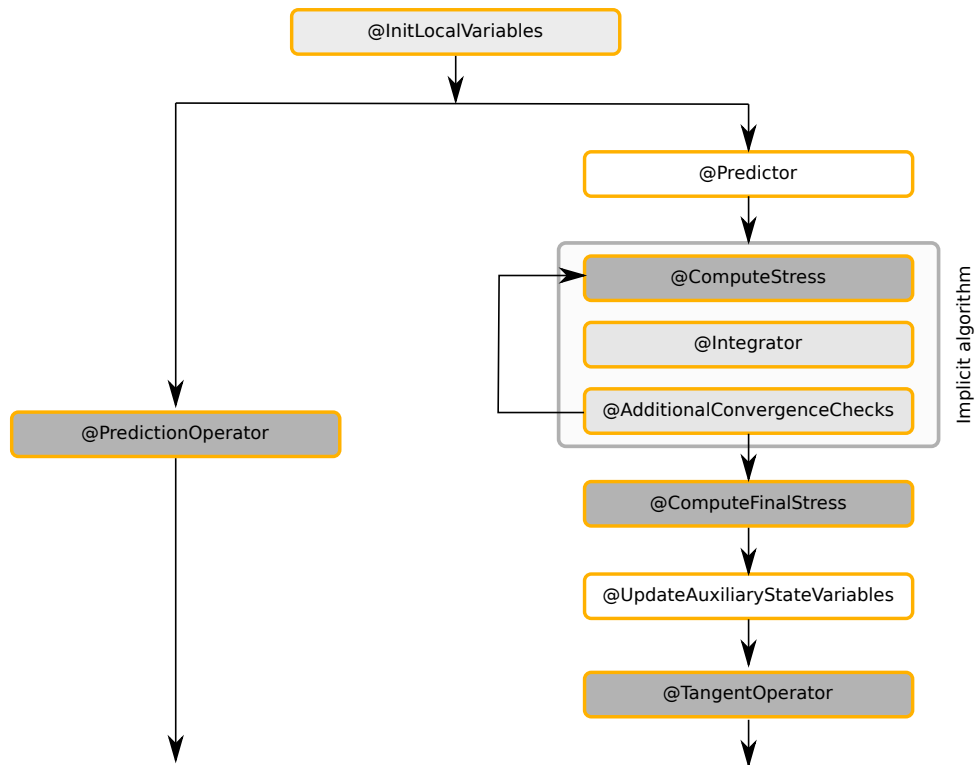 @InitLocalVariables
@Predictor
@ComputeStress
@Integrator
@AdditionalConvergenceChecks
Implicit algorithm
@PredictionOperator
@ComputeFinalStress
@UpdateAuxiliaryStateVariables
@TangentOperator